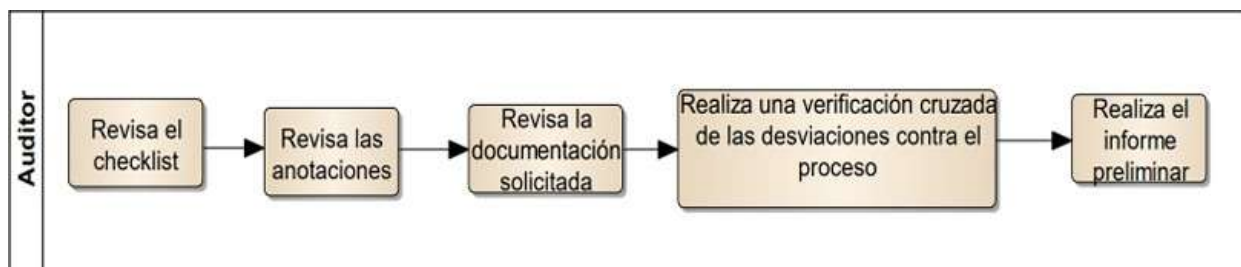 Auditor
Revisa el
checklist
Revisa las
anotaciones
Revisa la
documentación
solicitada
Realiza una verificación cruzada
de las desviaciones contra el
proceso
Realiza el
informe
preliminar